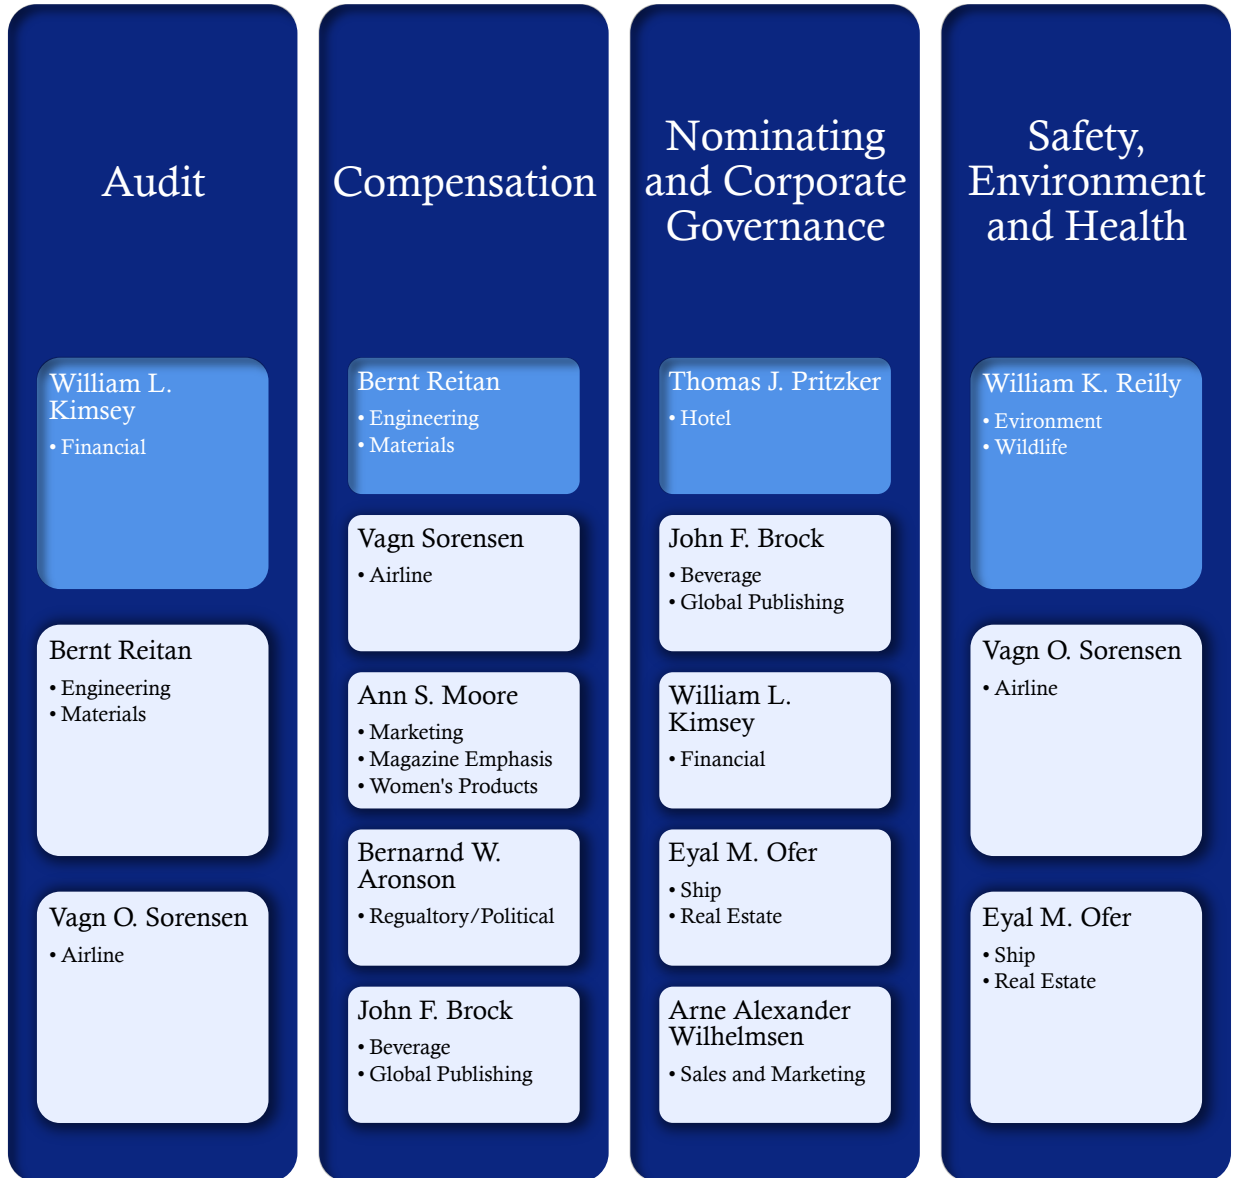 Audit
William L.
Kimsey
• Financial
Bernt Reitan
• Engineering
• Materials
Vagn O. Sorensen
• Airline
Compensation
Bernt Reitan
• Engineering
• Materials
Vagn Sorensen
• Airline
Ann S. Moore
• Marketing
• Magazine Emphasis
• Women's Products
Bernarnd W.
Aronson
• Regualtory/Political
John F. Brock
• Beverage
• Global Publishing
Nominating
and Corporate
Governance
Thomas J. Pritzker
• Hotel
John F. Brock
• Beverage
• Global Publishing
William L.
Kimsey
• Financial
Eyal M. Ofer
• Ship
• Real Estate
Arne Alexander
Wilhelmsen
• Sales and Marketing
Safety,
Environment
and Health
William K. Reilly
• Evironment
• Wildlife
Vagn O. Sorensen
• Airline
Eyal M. Ofer
• Ship
• Real Estate